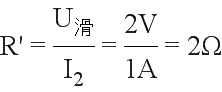 R' = U滑/I₂ = 2V/1A = 2Ω